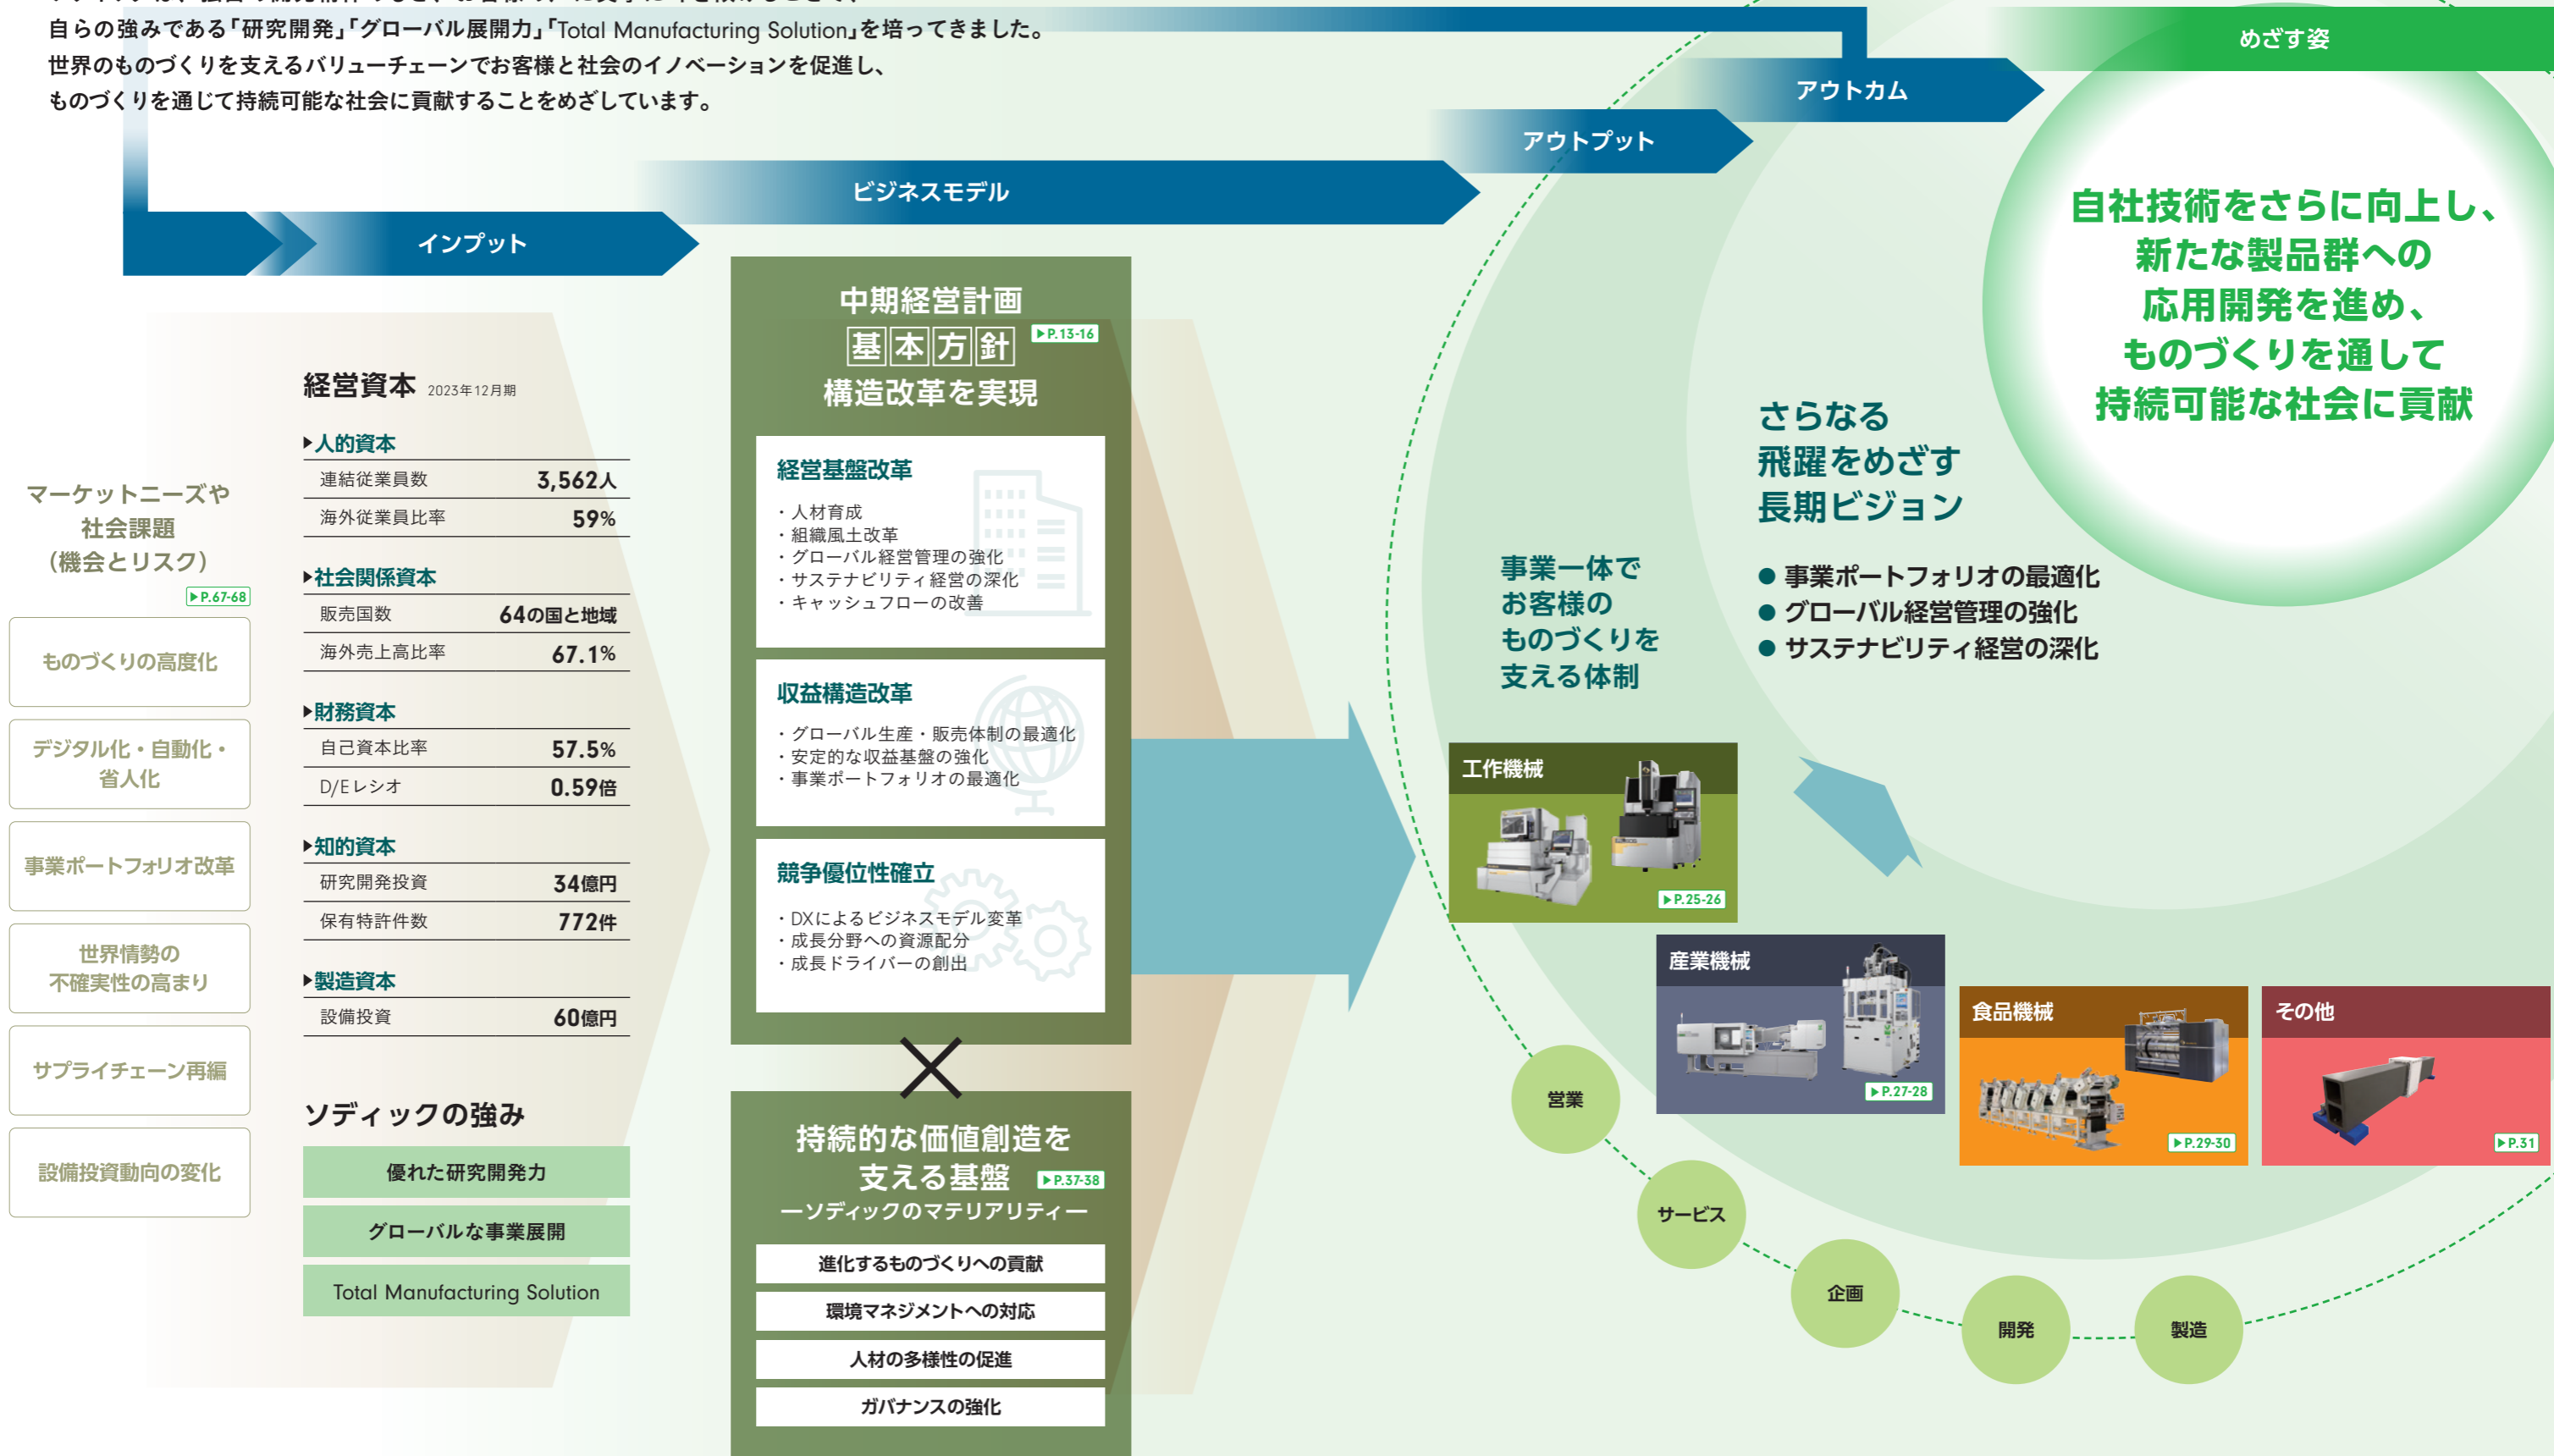 自らの強みである「研究開発」「グローバル展開力」「Total Manufacturing Solution」を培ってきました。
世界のものづくりを支えるバリューチェーンでお客様と社会のイノベーションを促進し、
ものづくりを通じて持続可能な社会に貢献することをめざしています。
インプット
ビジネスモデル
アウトプット
アウトカム
めざす姿
マーケットニーズや
社会課題
（機会とリスク）
▶P.67-68
ものづくりの高度化
デジタル化・自動化・
省人化
事業ポートフォリオ改革
世界情勢の
不確実性の高まり
サプライチェーン再編
設備投資動向の変化
経営資本 2023年12月期
▶人的資本
連結従業員数 3,562人
海外従業員比率 59%
▶社会関係資本
販売国数 64の国と地域
海外売上高比率 67.1%
▶財務資本
自己資本比率 57.5%
D/Eレシオ 0.59倍
▶知的資本
研究開発投資 34億円
保有特許件数 772件
▶製造資本
設備投資 60億円
ソディックの強み
優れた研究開発力
グローバルな事業展開
Total Manufacturing Solution
中期経営計画
基本方針 ▶P.13-16
構造改革を実現
経営基盤改革
・人材育成
・組織風土改革
・グローバル経営管理の強化
・サステナビリティ経営の深化
・キャッシュフローの改善
収益構造改革
・グローバル生産・販売体制の最適化
・安定的な収益基盤の強化
・事業ポートフォリオの最適化
競争優位性確立
・DXによるビジネスモデル変革
・成長分野への資源配分
・成長ドライバーの創出
持続的な価値創造を
支える基盤 ▶P.37-38
—ソディックのマテリアリティ—
進化するものづくりへの貢献
環境マネジメントへの対応
人材の多様性の促進
ガバナンスの強化
事業一体で
お客様の
ものづくりを
支える体制
工作機械
▶P.25-26
産業機械
▶P.27-28
食品機械
▶P.29-30
その他
▶P.31
営業
サービス
企画
開発
製造
さらなる
飛躍をめざす
長期ビジョン
● 事業ポートフォリオの最適化
● グローバル経営管理の強化
● サステナビリティ経営の深化
自社技術をさらに向上し、
新たな製品群への
応用開発を進め、
ものづくりを通して
持続可能な社会に貢献